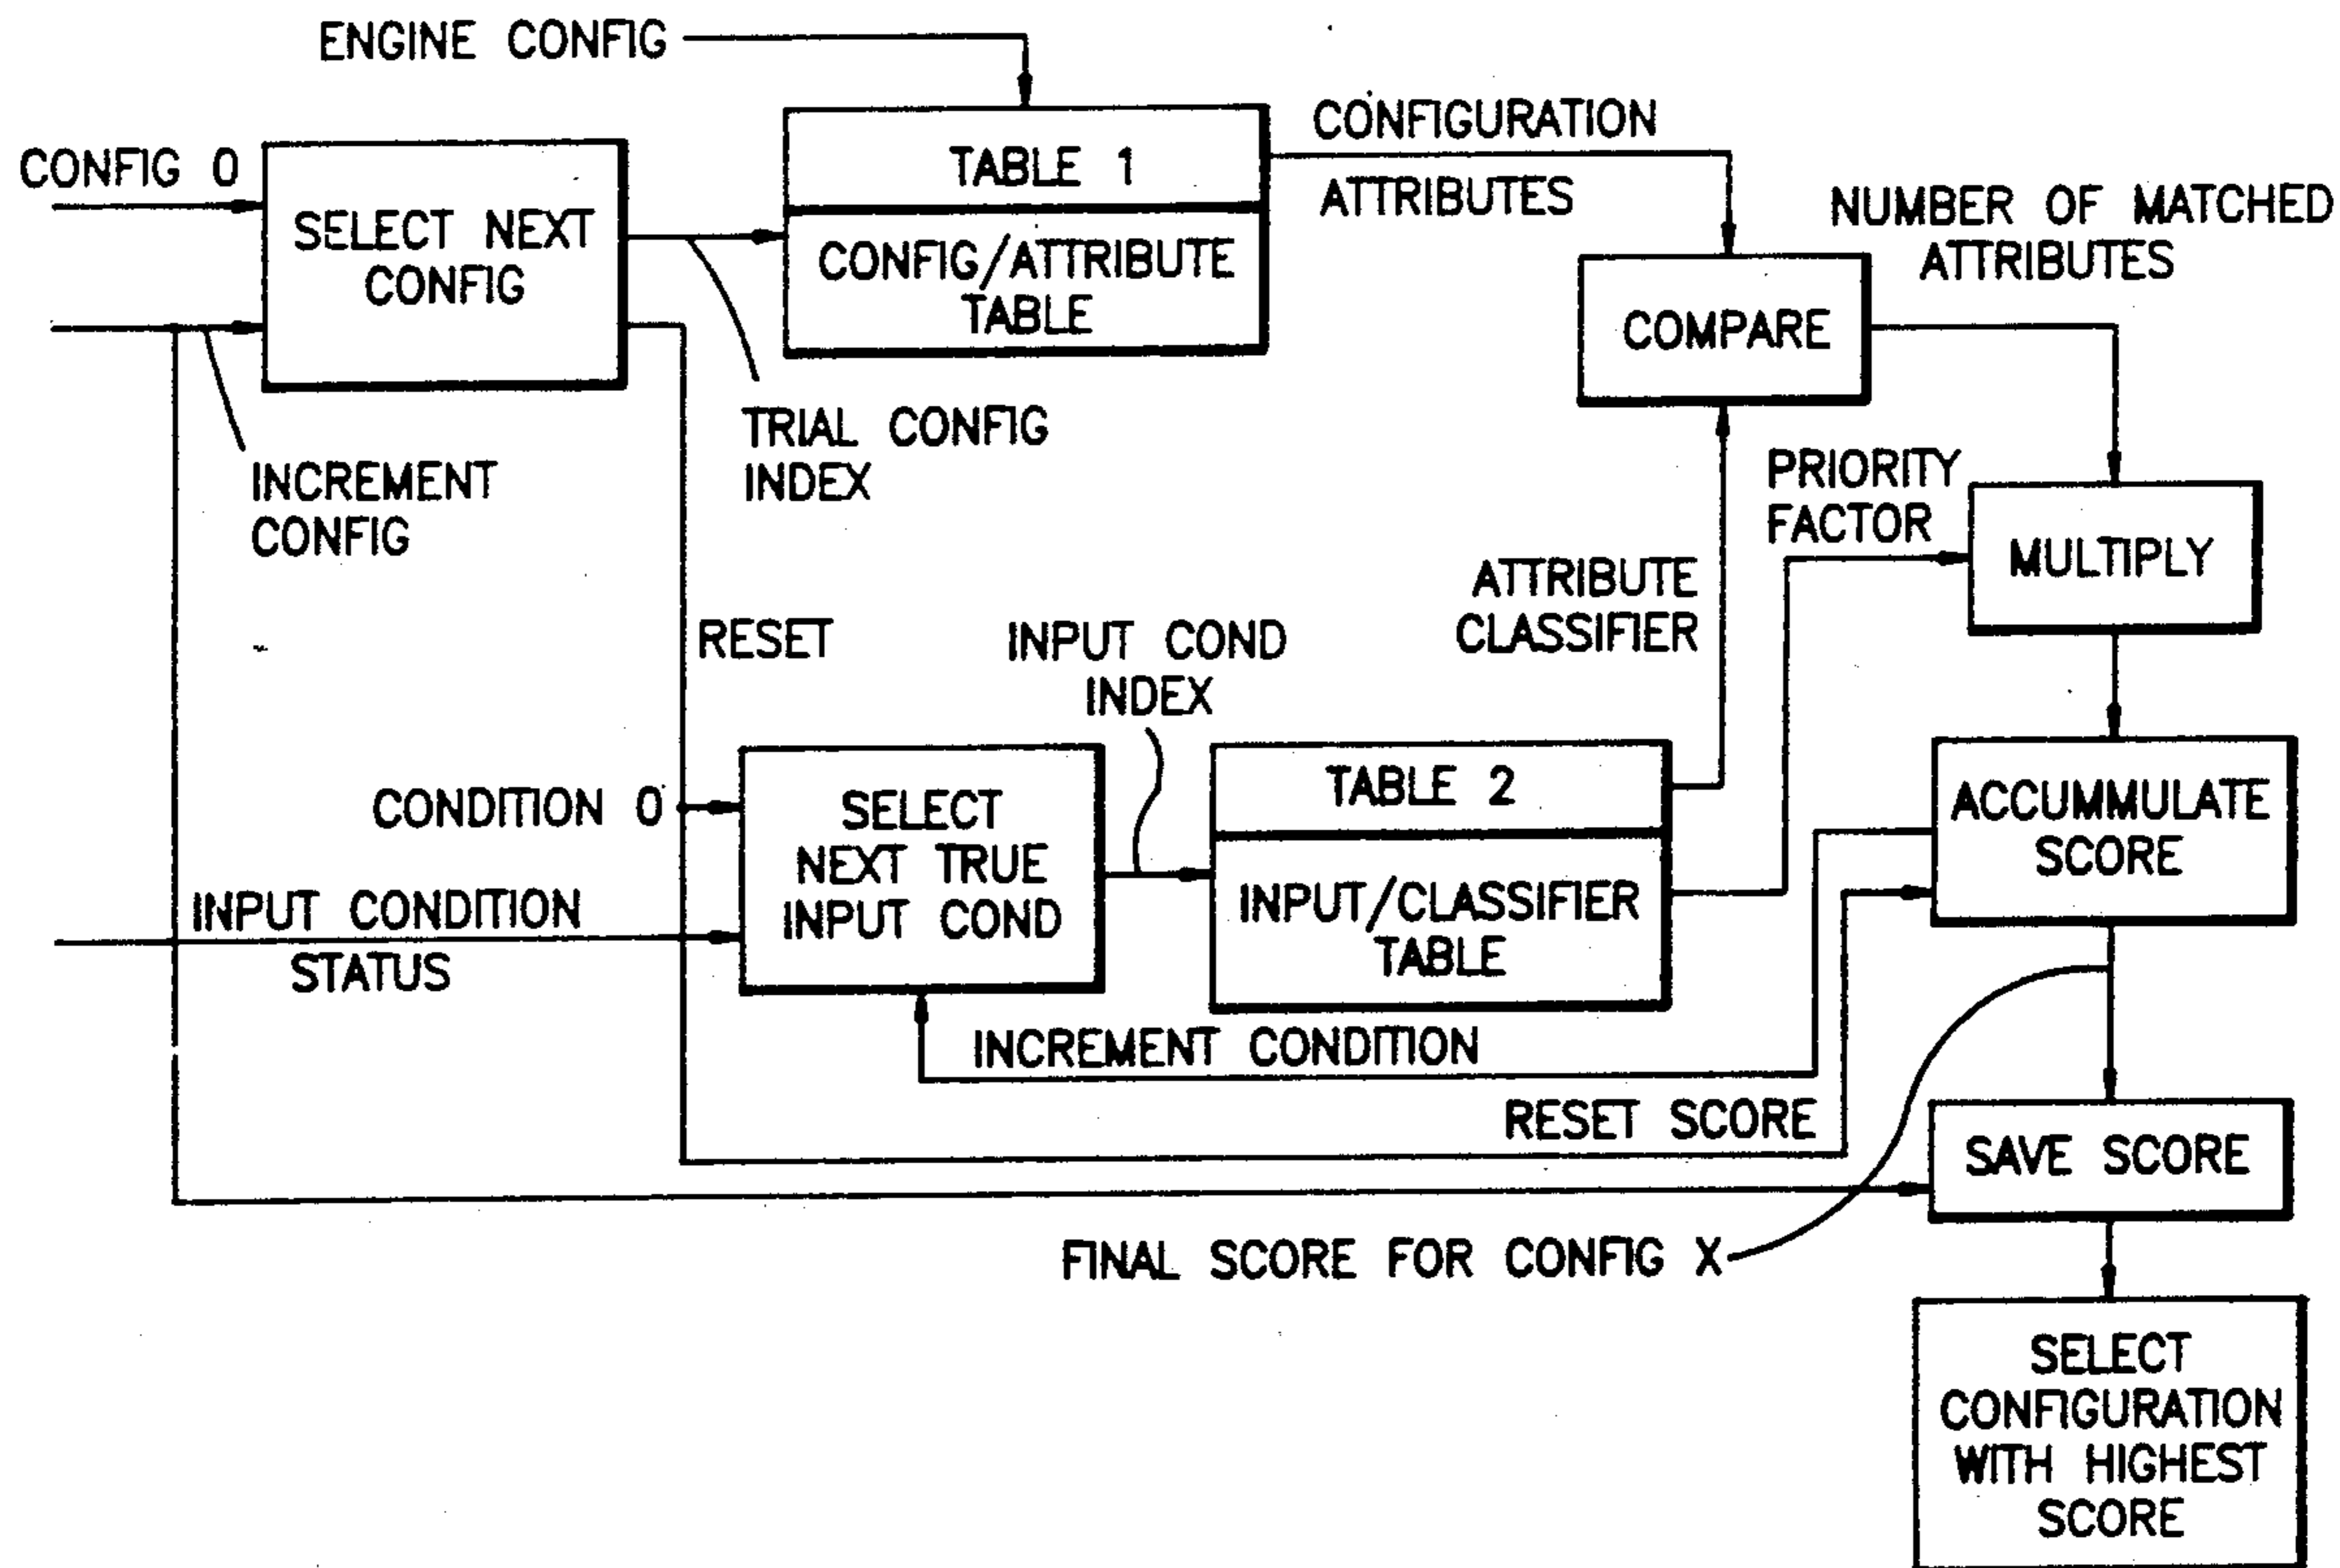 ENGINE CONFIG
CONFIG 0
SELECT NEXT
CONFIG
INCREMENT
CONFIG
TABLE 1
CONFIG/ATTRIBUTE
TABLE
TRIAL CONFIG
INDEX
CONFIGURATION
ATTRIBUTES
COMPARE
NUMBER OF MATCHED
ATTRIBUTES
PRIORITY
FACTOR
MULTIPLY
ATTRIBUTE
CLASSIFIER
RESET
INPUT COND
INDEX
CONDITION 0
INPUT CONDITION
STATUS
SELECT
NEXT TRUE
INPUT COND
TABLE 2
INPUT/CLASSIFIER
TABLE
ACCUMMULATE
SCORE
INCREMENT CONDITION
RESET SCORE
SAVE SCORE
FINAL SCORE FOR CONFIG X
SELECT
CONFIGURATION
WITH HIGHEST
SCORE